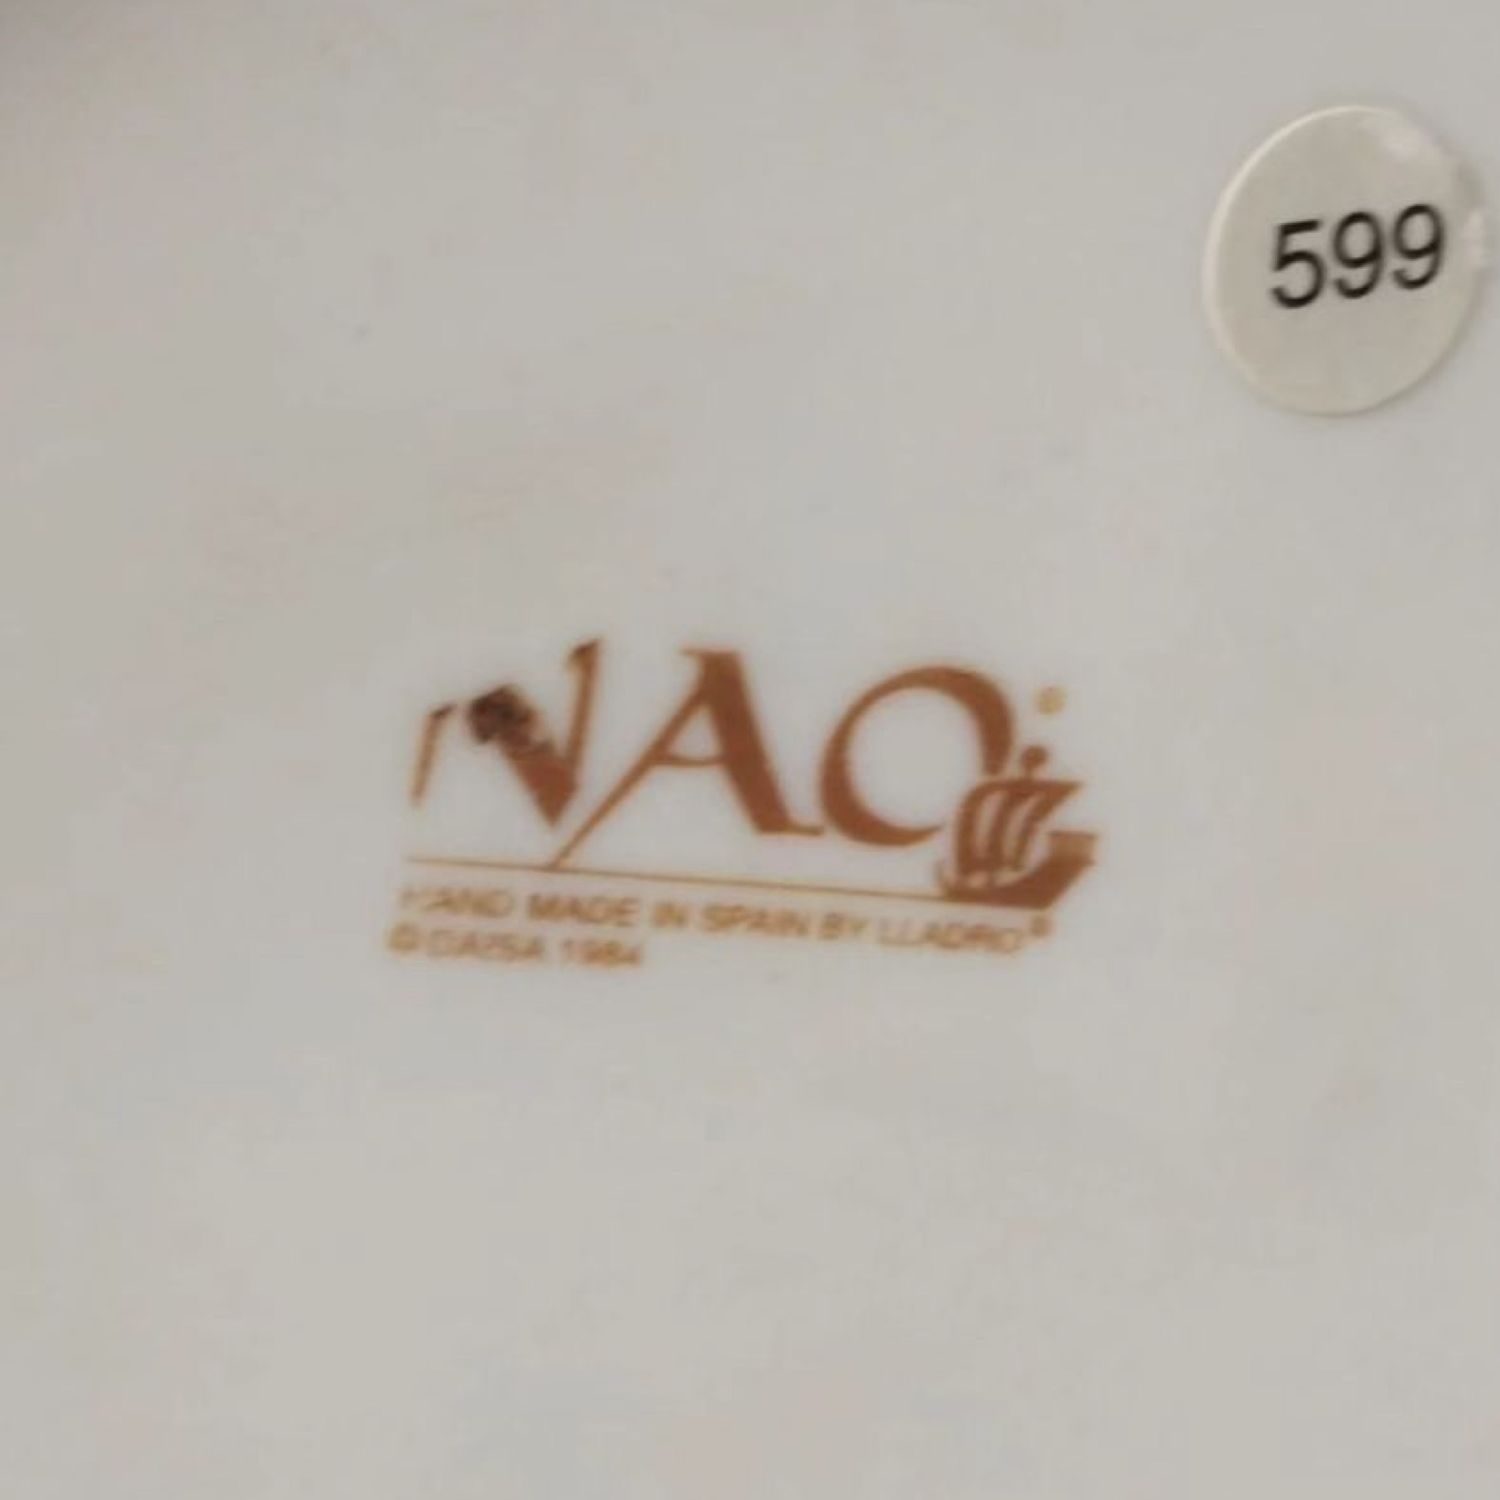 599
NAO®
HAND MADE IN SPAIN BY LLADRO®
© DAISA 1984